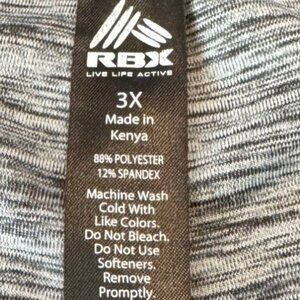 RBX
LIVE LIFE ACTIVE
3X
Made in
Kenya
88% POLYESTER
12% SPANDEX
Machine Wash
Cold With
Like Colors.
Do Not Bleach.
Do Not Use
Softeners.
Remove
Promptly.